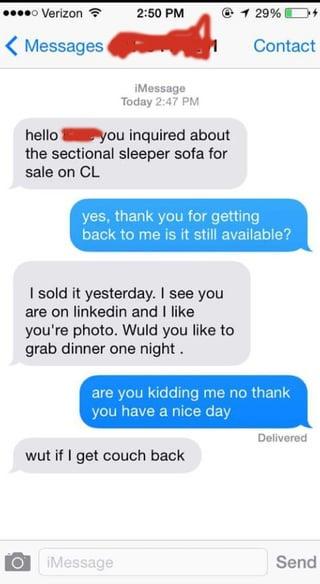 Verizon 2:50 PM 29%
Messages Contact
iMessage
Today 2:47 PM
hello you inquired about
the sectional sleeper sofa for
sale on CL
yes, thank you for getting
back to me is it still available?
I sold it yesterday. I see you
are on linkedin and I like
you're photo. Wuld you like to
grab dinner one night .
are you kidding me no thank
you have a nice day
Delivered
wut if I get couch back
iMessage Send